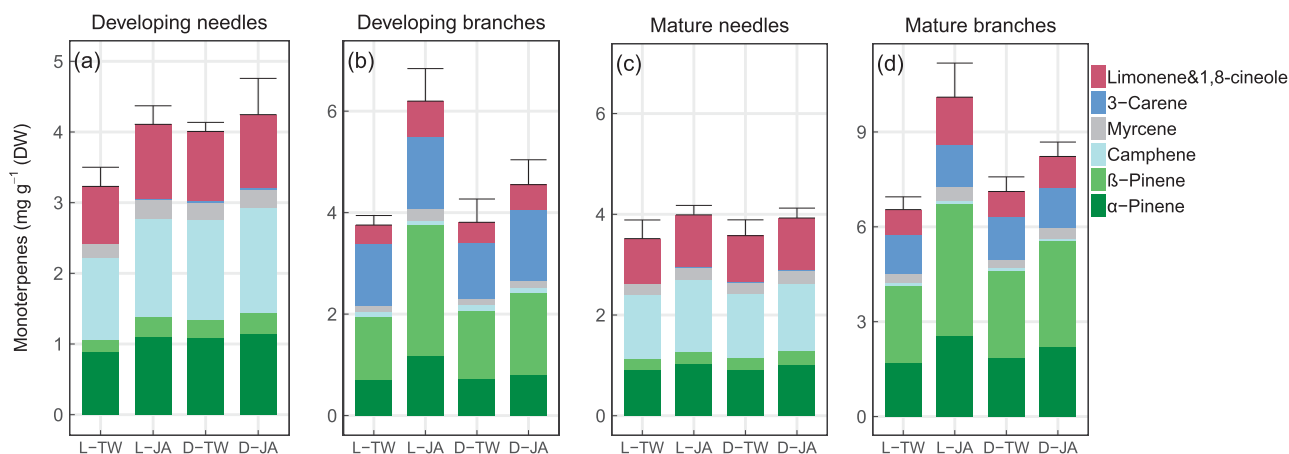 Developing needles
Developing branches
Mature needles
Mature branches
Monoterpenes (mg g⁻¹ (DW)
(a)
5
4
3
2
1
0
L−TW L−JA D−TW D−JA
(b)
6
4
2
0
L−TW L−JA D−TW D−JA
(c)
6
4
2
0
L−TW L−JA D−TW D−JA
(d)
9
6
3
0
L−TW L−JA D−TW D−JA
Limonene&1,8-cineole
3-Carene
Myrcene
Camphene
ß-Pinene
α-Pinene